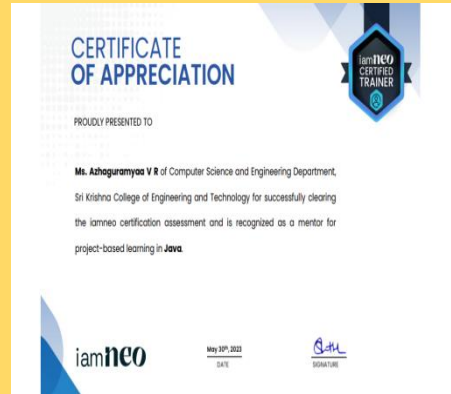 CERTIFICATE
OF APPRECIATION
iamneo
CERTIFIED
TRAINER
PROUDLY PRESENTED TO
Ms. Azhaguramyaa V R of Computer Science and Engineering Department,
Sri Krishna College of Engineering and Technology for successfully clearing
the iamneo certification assessment and is recognized as a mentor for
project-based learning in Java.
iamneo
May 30th, 2023
DATE
SIGNATURE